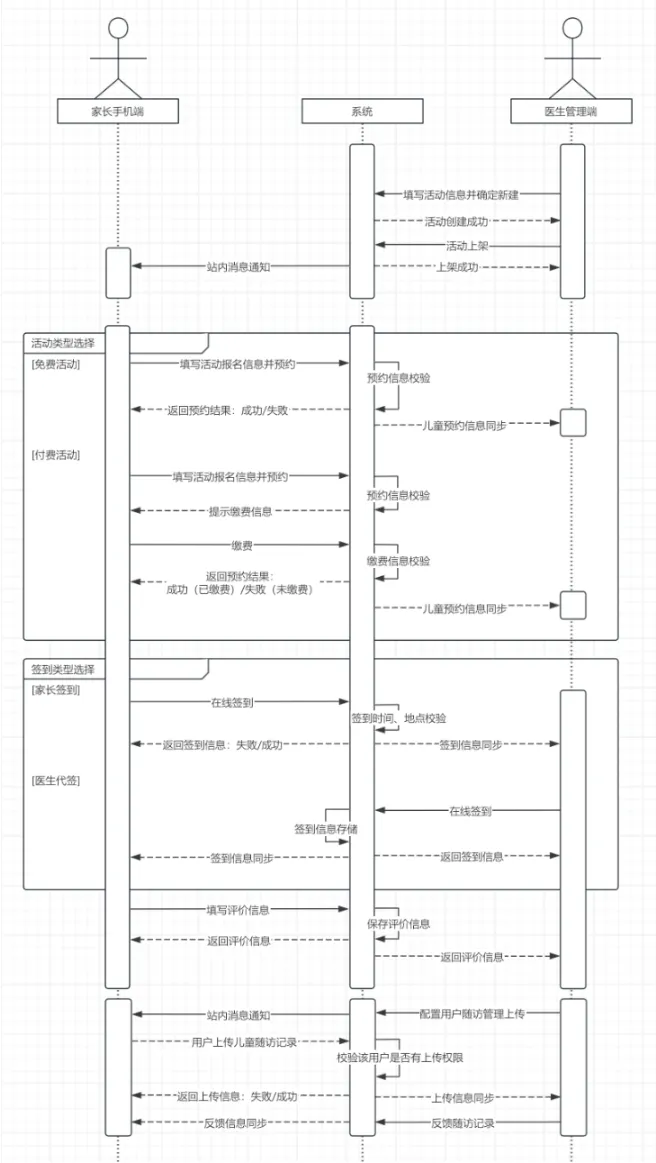 家长手机端
系统
医生管理端
填写活动信息并确定新建
活动创建成功
活动上架
站内消息通知
上架成功
活动类型选择
[免费活动]
填写活动报名信息并预约
预约信息校验
返回预约结果：成功/失败
儿童预约信息同步
[付费活动]
填写活动报名信息并预约
预约信息校验
提示缴费信息
缴费
缴费信息校验
返回预约结果：
成功（已缴费）/失败（未缴费）
儿童预约信息同步
签到类型选择
[家长签到]
在线签到
签到时间、地点校验
返回签到信息：失败/成功
签到信息同步
[医生代签]
在线签到
签到信息存储
签到信息同步
返回签到信息
填写评价信息
保存评价信息
返回评价信息
返回评价信息
站内消息通知
配置用户随访管理上传
用户上传儿童随访记录
校验该用户是否有上传权限
返回上传信息：失败/成功
上传信息同步
反馈信息同步
反馈随访记录